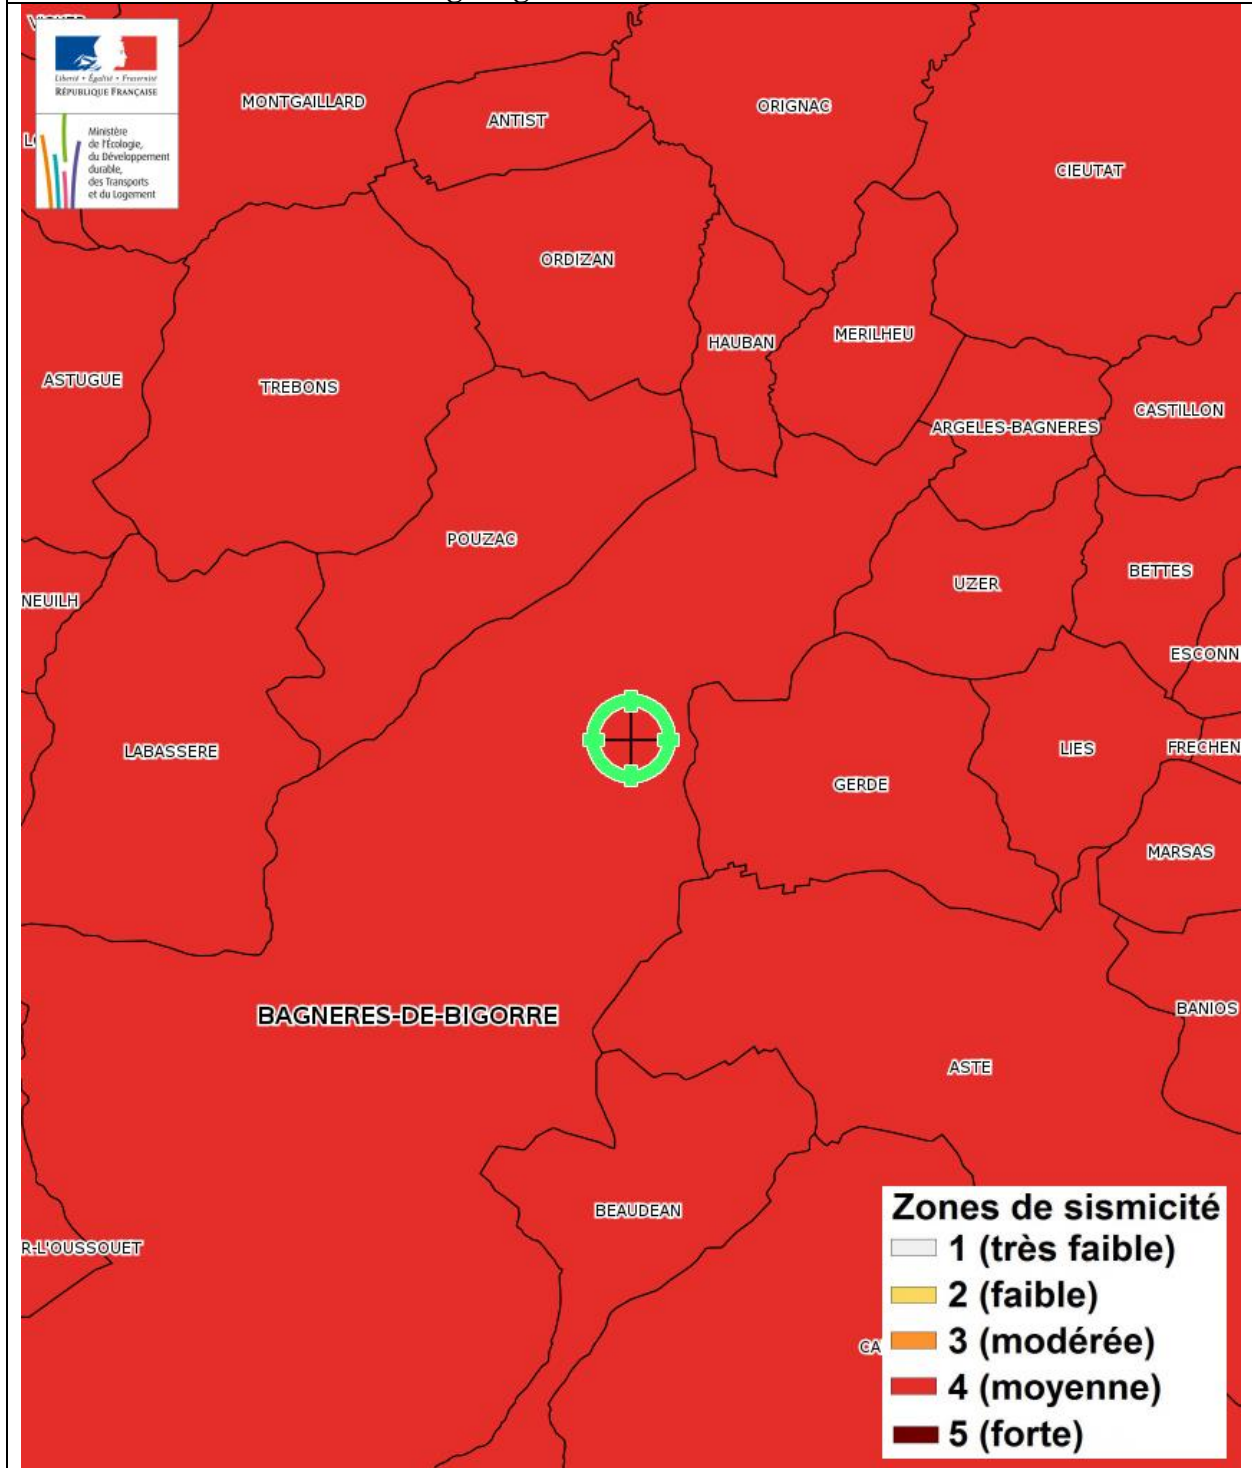 Liberté • Égalité • Fraternité
RÉPUBLIQUE FRANÇAISE
Ministère
de l'Écologie,
du Développement
durable,
des Transports
et du Logement
MONTGAILLARD
ANTIST
ORIGNAC
CIEUTAT
ORDIZAN
HAUBAN
MERILHEU
ASTUGUE
TREBONS
CASTILLON
ARGELES-BAGNERES
POUZAC
UZER
BETTES
NEUILH
ESCONN
LABASSERE
LIES
FRECHEN
GERDE
MARSAS
BAGNERES-DE-BIGORRE
BANIOS
ASTE
BEAUDEAN
R-L'OUSSOUET
CA
Zones de sismicité
1 (très faible)
2 (faible)
3 (modérée)
4 (moyenne)
5 (forte)